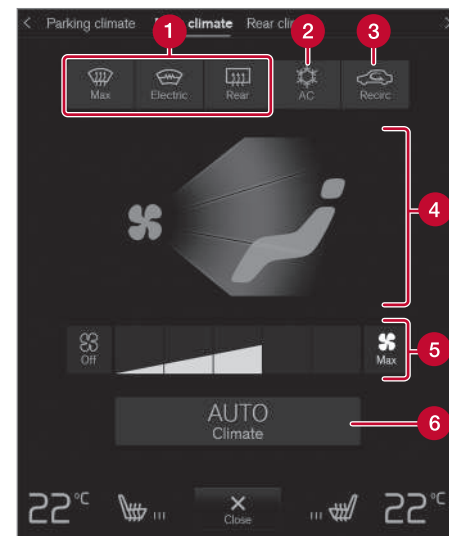 Parking climate climate Rear
1 2 3
Max Electric Rear AC Recirc
4
Off Max 5
AUTO
Climate 6
22°C Close 22°C